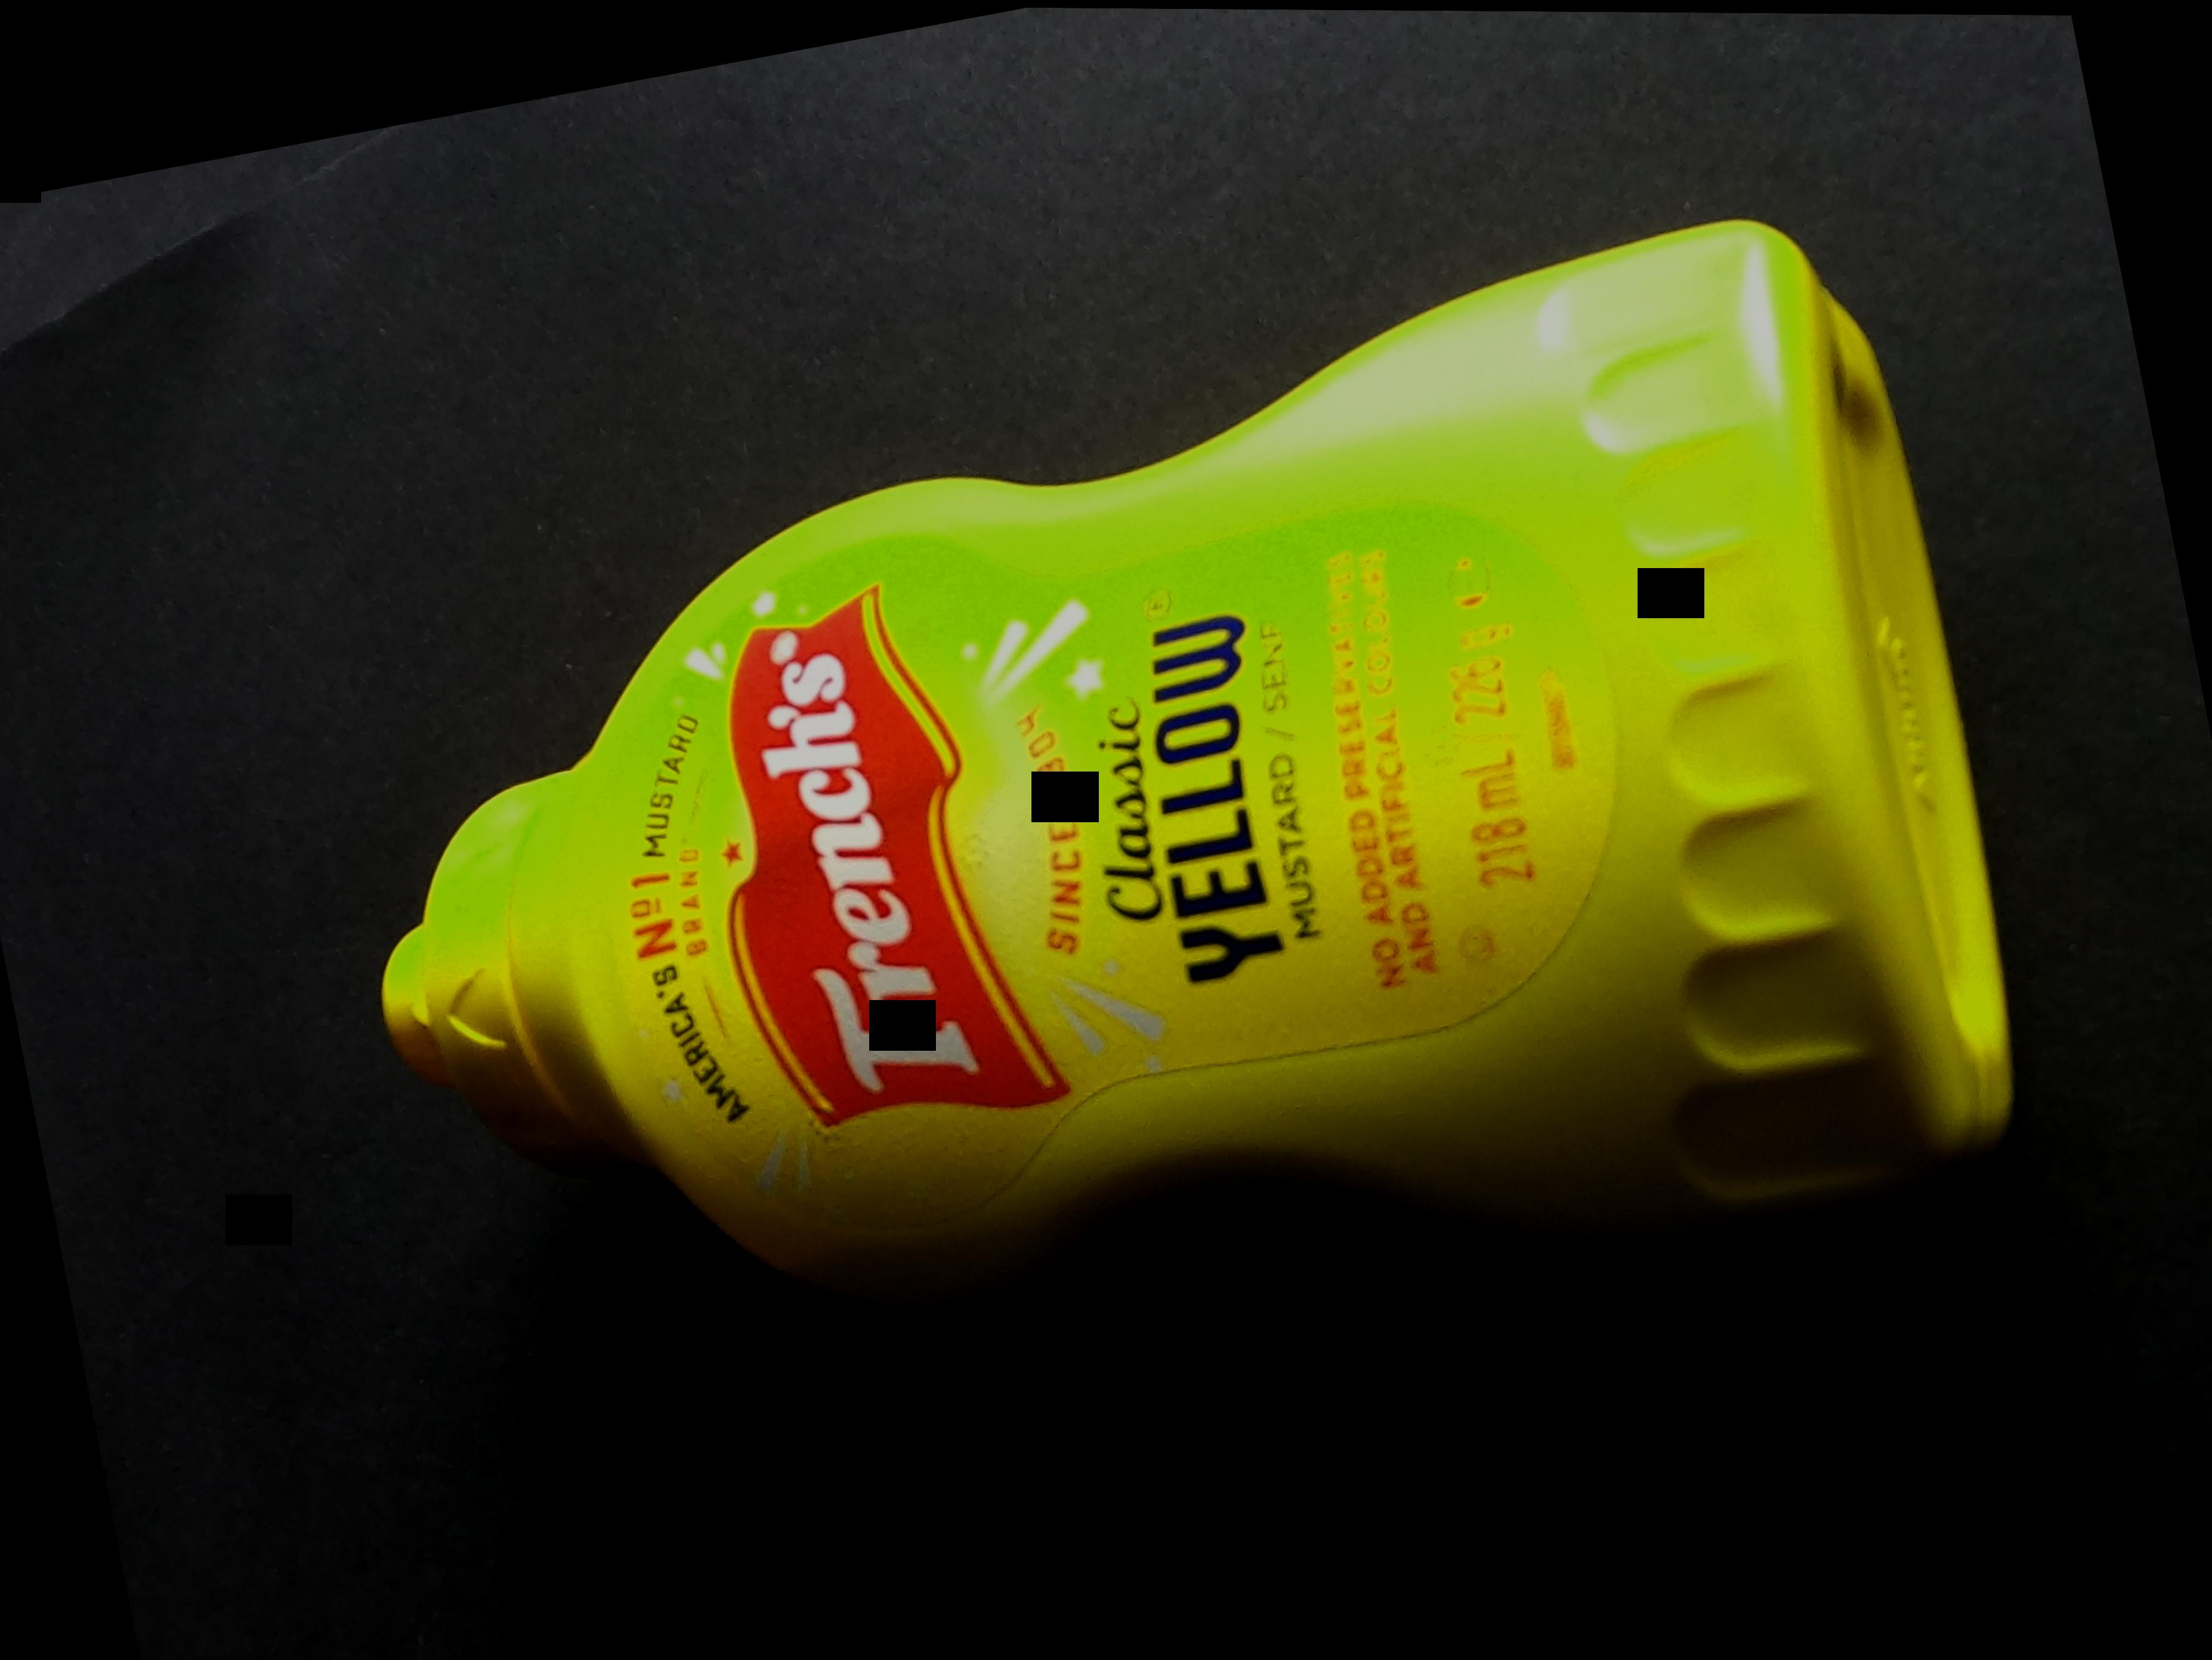 AMERICA'S Nº1 MUSTARD
BRAND
French's
SINCE
Classic
YELLOW
MUSTARD / SENF
NO ADDED PRESERVATIVES
AND ARTIFICIAL COLOURS
218 mL / 226 g